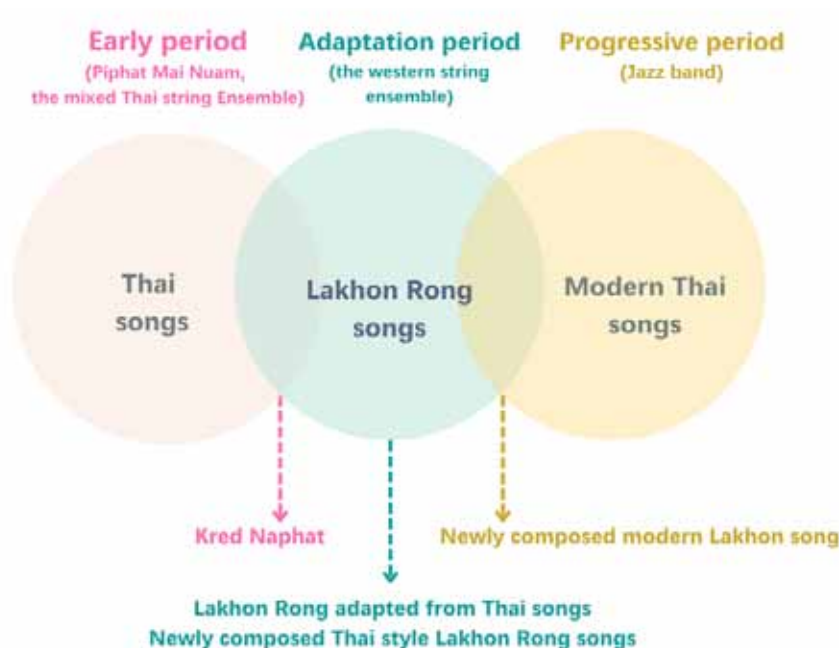 Early period
(Piphat Mai Nuam,
the mixed Thai string Ensemble)
Adaptation period
(the western string
ensemble)
Progressive period
(Jazz band)
Thai
songs
Lakhon Rong
songs
Modern Thai
songs
Kred Naphat
Newly composed modern Lakhon song
Lakhon Rong adapted from Thai songs
Newly composed Thai style Lakhon Rong songs